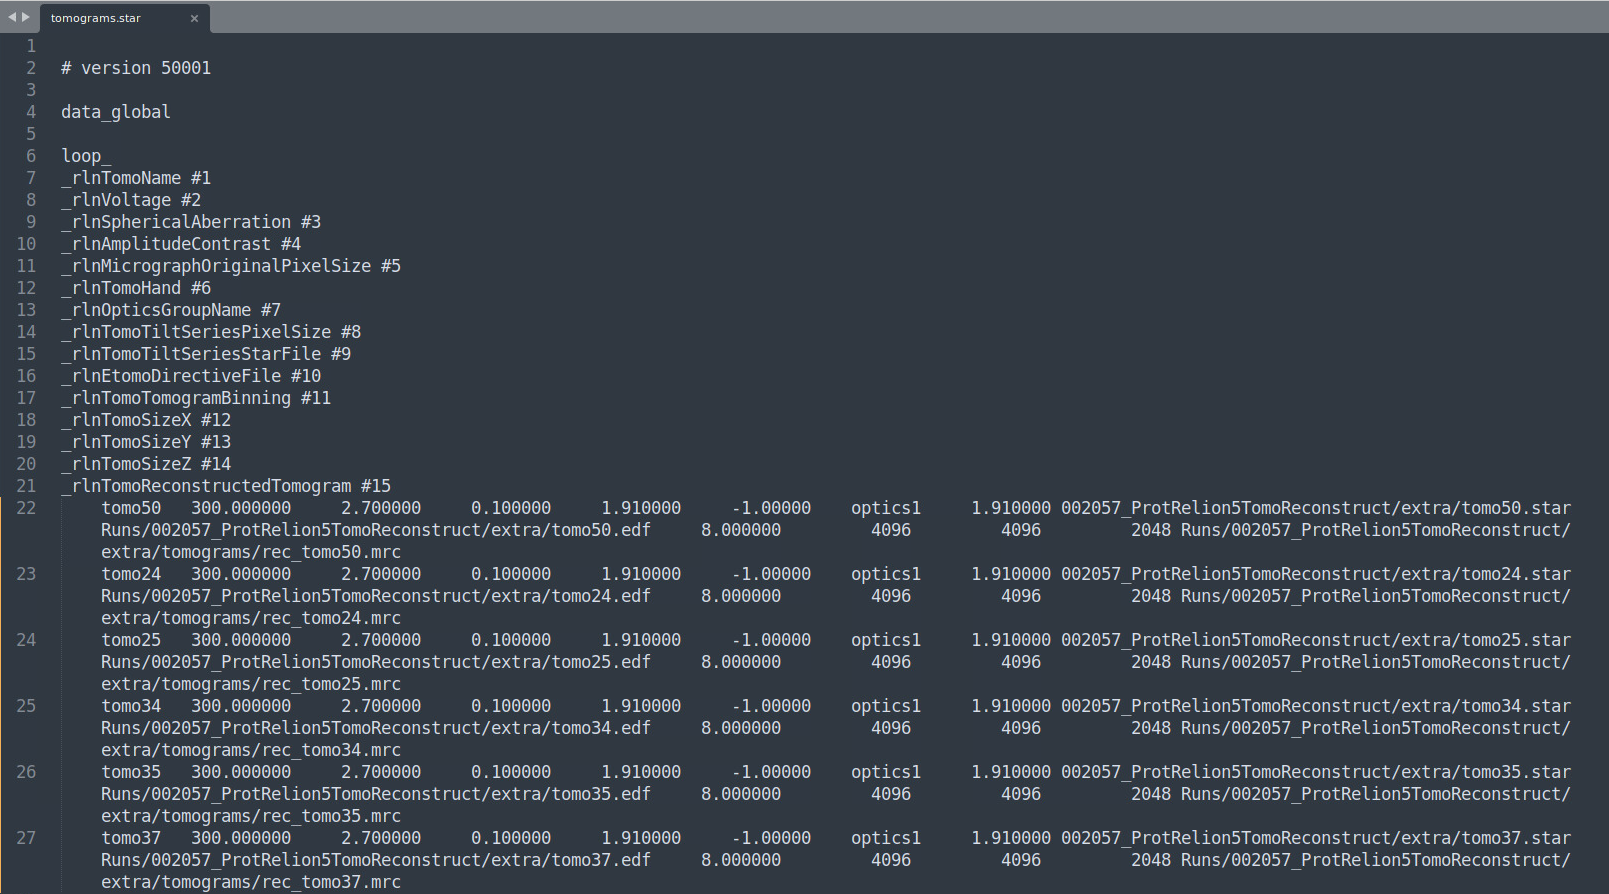 tomograms.star ×
1
2 # version 50001
3
4 data_global
5
6 loop_
7 _rlnTomoName #1
8 _rlnVoltage #2
9 _rlnSphericalAberration #3
10 _rlnAmplitudeContrast #4
11 _rlnMicrographOriginalPixelSize #5
12 _rlnTomoHand #6
13 _rlnOpticsGroupName #7
14 _rlnTomoTiltSeriesPixelSize #8
15 _rlnTomoTiltSeriesStarFile #9
16 _rlnEtomoDirectiveFile #10
17 _rlnTomoTomogramBinning #11
18 _rlnTomoSizeX #12
19 _rlnTomoSizeY #13
20 _rlnTomoSizeZ #14
21 _rlnTomoReconstructedTomogram #15
22 tomo50 300.000000 2.700000 0.100000 1.910000 -1.00000 optics1 1.910000 002057_ProtRelion5TomoReconstruct/extra/tomo50.star
Runs/002057_ProtRelion5TomoReconstruct/extra/tomo50.edf 8.000000 4096 4096 2048 Runs/002057_ProtRelion5TomoReconstruct/
extra/tomograms/rec_tomo50.mrc
23 tomo24 300.000000 2.700000 0.100000 1.910000 -1.00000 optics1 1.910000 002057_ProtRelion5TomoReconstruct/extra/tomo24.star
Runs/002057_ProtRelion5TomoReconstruct/extra/tomo24.edf 8.000000 4096 4096 2048 Runs/002057_ProtRelion5TomoReconstruct/
extra/tomograms/rec_tomo24.mrc
24 tomo25 300.000000 2.700000 0.100000 1.910000 -1.00000 optics1 1.910000 002057_ProtRelion5TomoReconstruct/extra/tomo25.star
Runs/002057_ProtRelion5TomoReconstruct/extra/tomo25.edf 8.000000 4096 4096 2048 Runs/002057_ProtRelion5TomoReconstruct/
extra/tomograms/rec_tomo25.mrc
25 tomo34 300.000000 2.700000 0.100000 1.910000 -1.00000 optics1 1.910000 002057_ProtRelion5TomoReconstruct/extra/tomo34.star
Runs/002057_ProtRelion5TomoReconstruct/extra/tomo34.edf 8.000000 4096 4096 2048 Runs/002057_ProtRelion5TomoReconstruct/
extra/tomograms/rec_tomo34.mrc
26 tomo35 300.000000 2.700000 0.100000 1.910000 -1.00000 optics1 1.910000 002057_ProtRelion5TomoReconstruct/extra/tomo35.star
Runs/002057_ProtRelion5TomoReconstruct/extra/tomo35.edf 8.000000 4096 4096 2048 Runs/002057_ProtRelion5TomoReconstruct/
extra/tomograms/rec_tomo35.mrc
27 tomo37 300.000000 2.700000 0.100000 1.910000 -1.00000 optics1 1.910000 002057_ProtRelion5TomoReconstruct/extra/tomo37.star
Runs/002057_ProtRelion5TomoReconstruct/extra/tomo37.edf 8.000000 4096 4096 2048 Runs/002057_ProtRelion5TomoReconstruct/
extra/tomograms/rec_tomo37.mrc